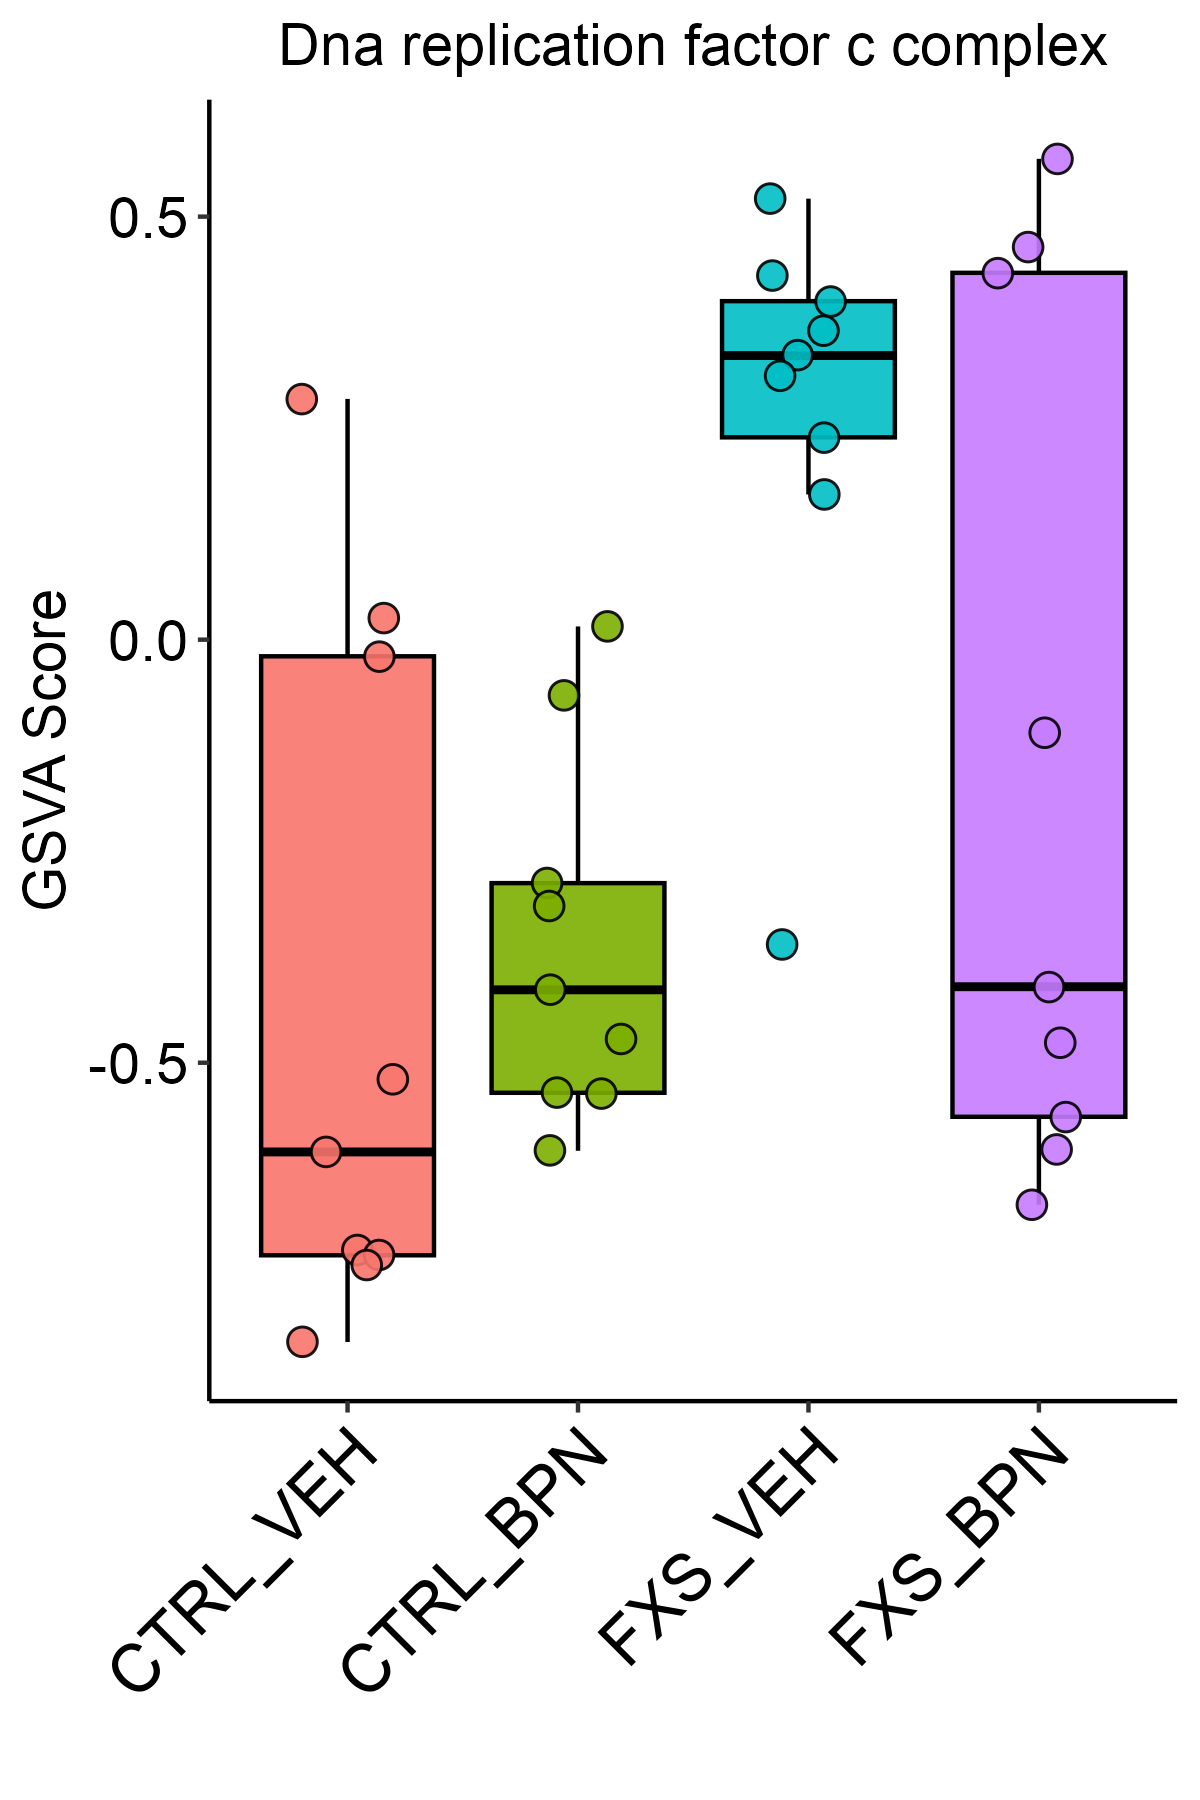 Dna replication factor c complex
GSVA Score
0.5
0.0
-0.5
CTRL_VEH
CTRL_BPN
FXS_VEH
FXS_BPN